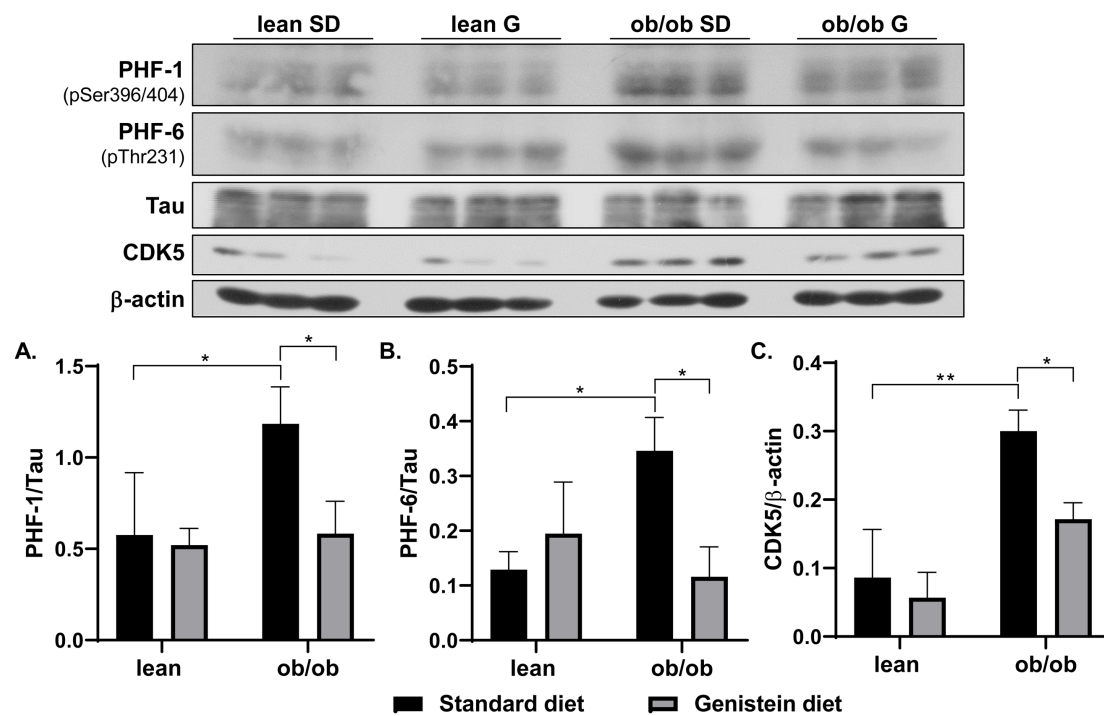 lean SD lean G ob/ob SD ob/ob G
PHF-1
(pSer396/404)
PHF-6
(pThr231)
Tau
CDK5
β-actin
A.
PHF-1/Tau
1.5
1.0
0.5
0.0
*
*
lean ob/ob
B.
PHF-6/Tau
0.5
0.4
0.3
0.2
0.1
0.0
*
*
lean ob/ob
C.
CDK5/β-actin
0.4
0.3
0.2
0.1
0.0
**
*
lean ob/ob
Standard diet Genistein diet